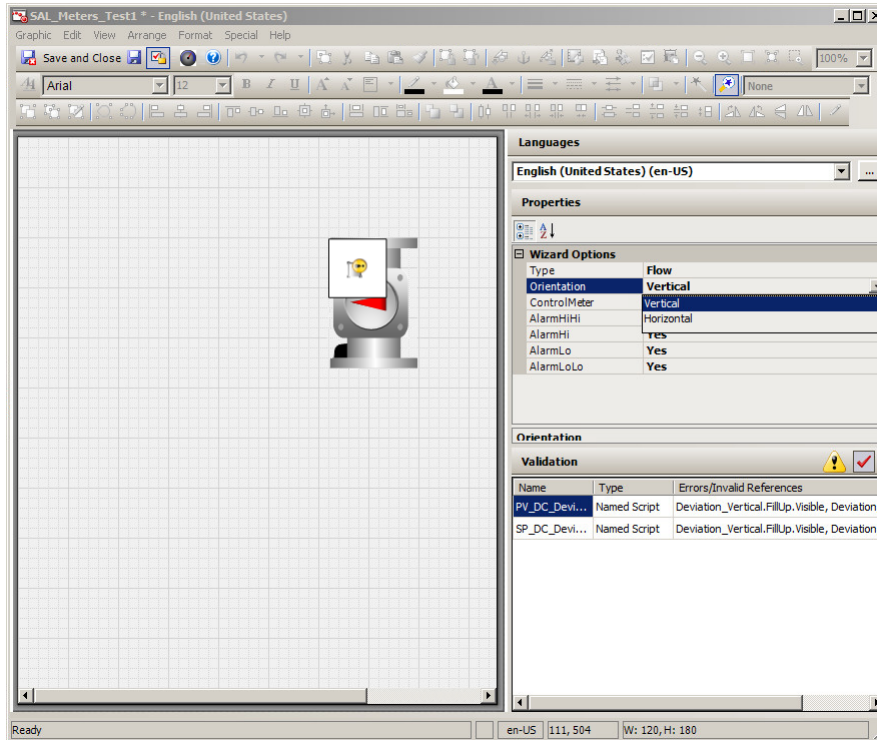 SAL_Meters_Test1 * - English (United States)
Graphic Edit View Arrange Format Special Help
Save and Close 100%
Arial 12 B I U A A A None
Languages
English (United States) (en-US) ...
Properties
Wizard Options
Type Flow
Orientation Vertical
ControlMeter Vertical
AlarmHiHi Horizontal
AlarmHi Yes
AlarmLo Yes
AlarmLoLo Yes
Orientation
Validation
Name Type Errors/Invalid References
PV_DC_Devi... Named Script Deviation_Vertical.FillUp.Visible, Deviation
SP_DC_Devi... Named Script Deviation_Vertical.FillUp.Visible, Deviation
Ready en-US 111, 504 W: 120, H: 180